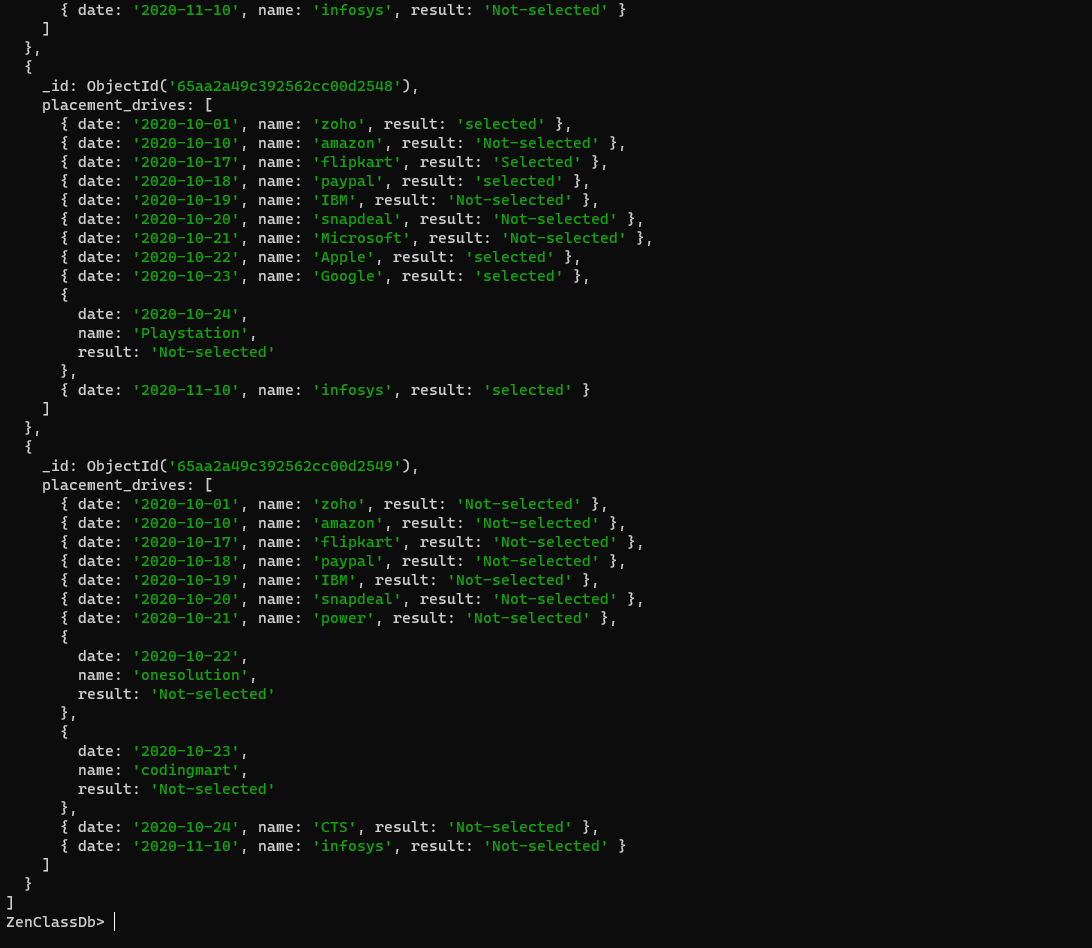 { date: '2020-11-10', name: 'infosys', result: 'Not-selected' }
    ]
  },
  {
    _id: ObjectId('65aa2a49c392562cc00d2548'),
    placement_drives: [
      { date: '2020-10-01', name: 'zoho', result: 'selected' },
      { date: '2020-10-10', name: 'amazon', result: 'Not-selected' },
      { date: '2020-10-17', name: 'flipkart', result: 'Selected' },
      { date: '2020-10-18', name: 'paypal', result: 'selected' },
      { date: '2020-10-19', name: 'IBM', result: 'Not-selected' },
      { date: '2020-10-20', name: 'snapdeal', result: 'Not-selected' },
      { date: '2020-10-21', name: 'Microsoft', result: 'Not-selected' },
      { date: '2020-10-22', name: 'Apple', result: 'selected' },
      { date: '2020-10-23', name: 'Google', result: 'selected' },
      {
        date: '2020-10-24',
        name: 'Playstation',
        result: 'Not-selected'
      },
      { date: '2020-11-10', name: 'infosys', result: 'selected' }
    ]
  },
  {
    _id: ObjectId('65aa2a49c392562cc00d2549'),
    placement_drives: [
      { date: '2020-10-01', name: 'zoho', result: 'Not-selected' },
      { date: '2020-10-10', name: 'amazon', result: 'Not-selected' },
      { date: '2020-10-17', name: 'flipkart', result: 'Not-selected' },
      { date: '2020-10-18', name: 'paypal', result: 'Not-selected' },
      { date: '2020-10-19', name: 'IBM', result: 'Not-selected' },
      { date: '2020-10-20', name: 'snapdeal', result: 'Not-selected' },
      { date: '2020-10-21', name: 'power', result: 'Not-selected' },
      {
        date: '2020-10-22',
        name: 'onesolution',
        result: 'Not-selected'
      },
      {
        date: '2020-10-23',
        name: 'codingmart',
        result: 'Not-selected'
      },
      { date: '2020-10-24', name: 'CTS', result: 'Not-selected' },
      { date: '2020-11-10', name: 'infosys', result: 'Not-selected' }
    ]
  }
]
ZenClassDb>